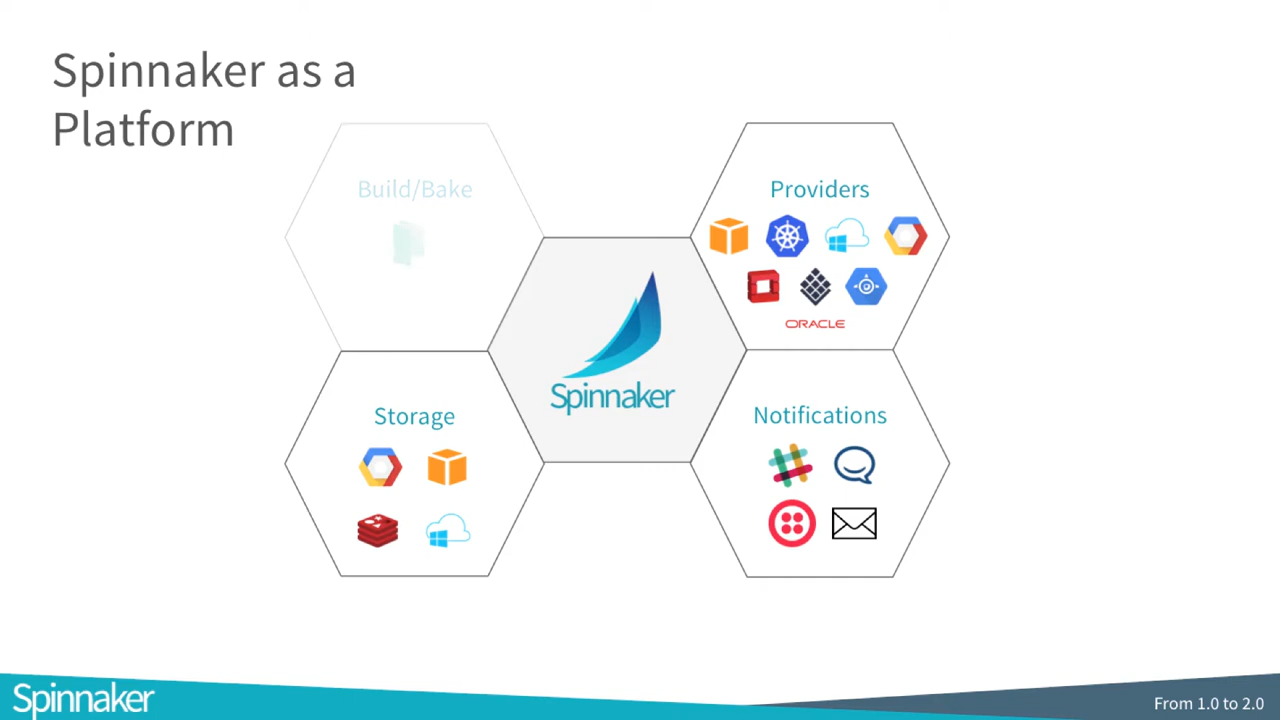 Spinnaker as a
Platform
Build/Bake
Providers
ORACLE
Spinnaker
Storage
Notifications
Spinnaker
From 1.0 to 2.0